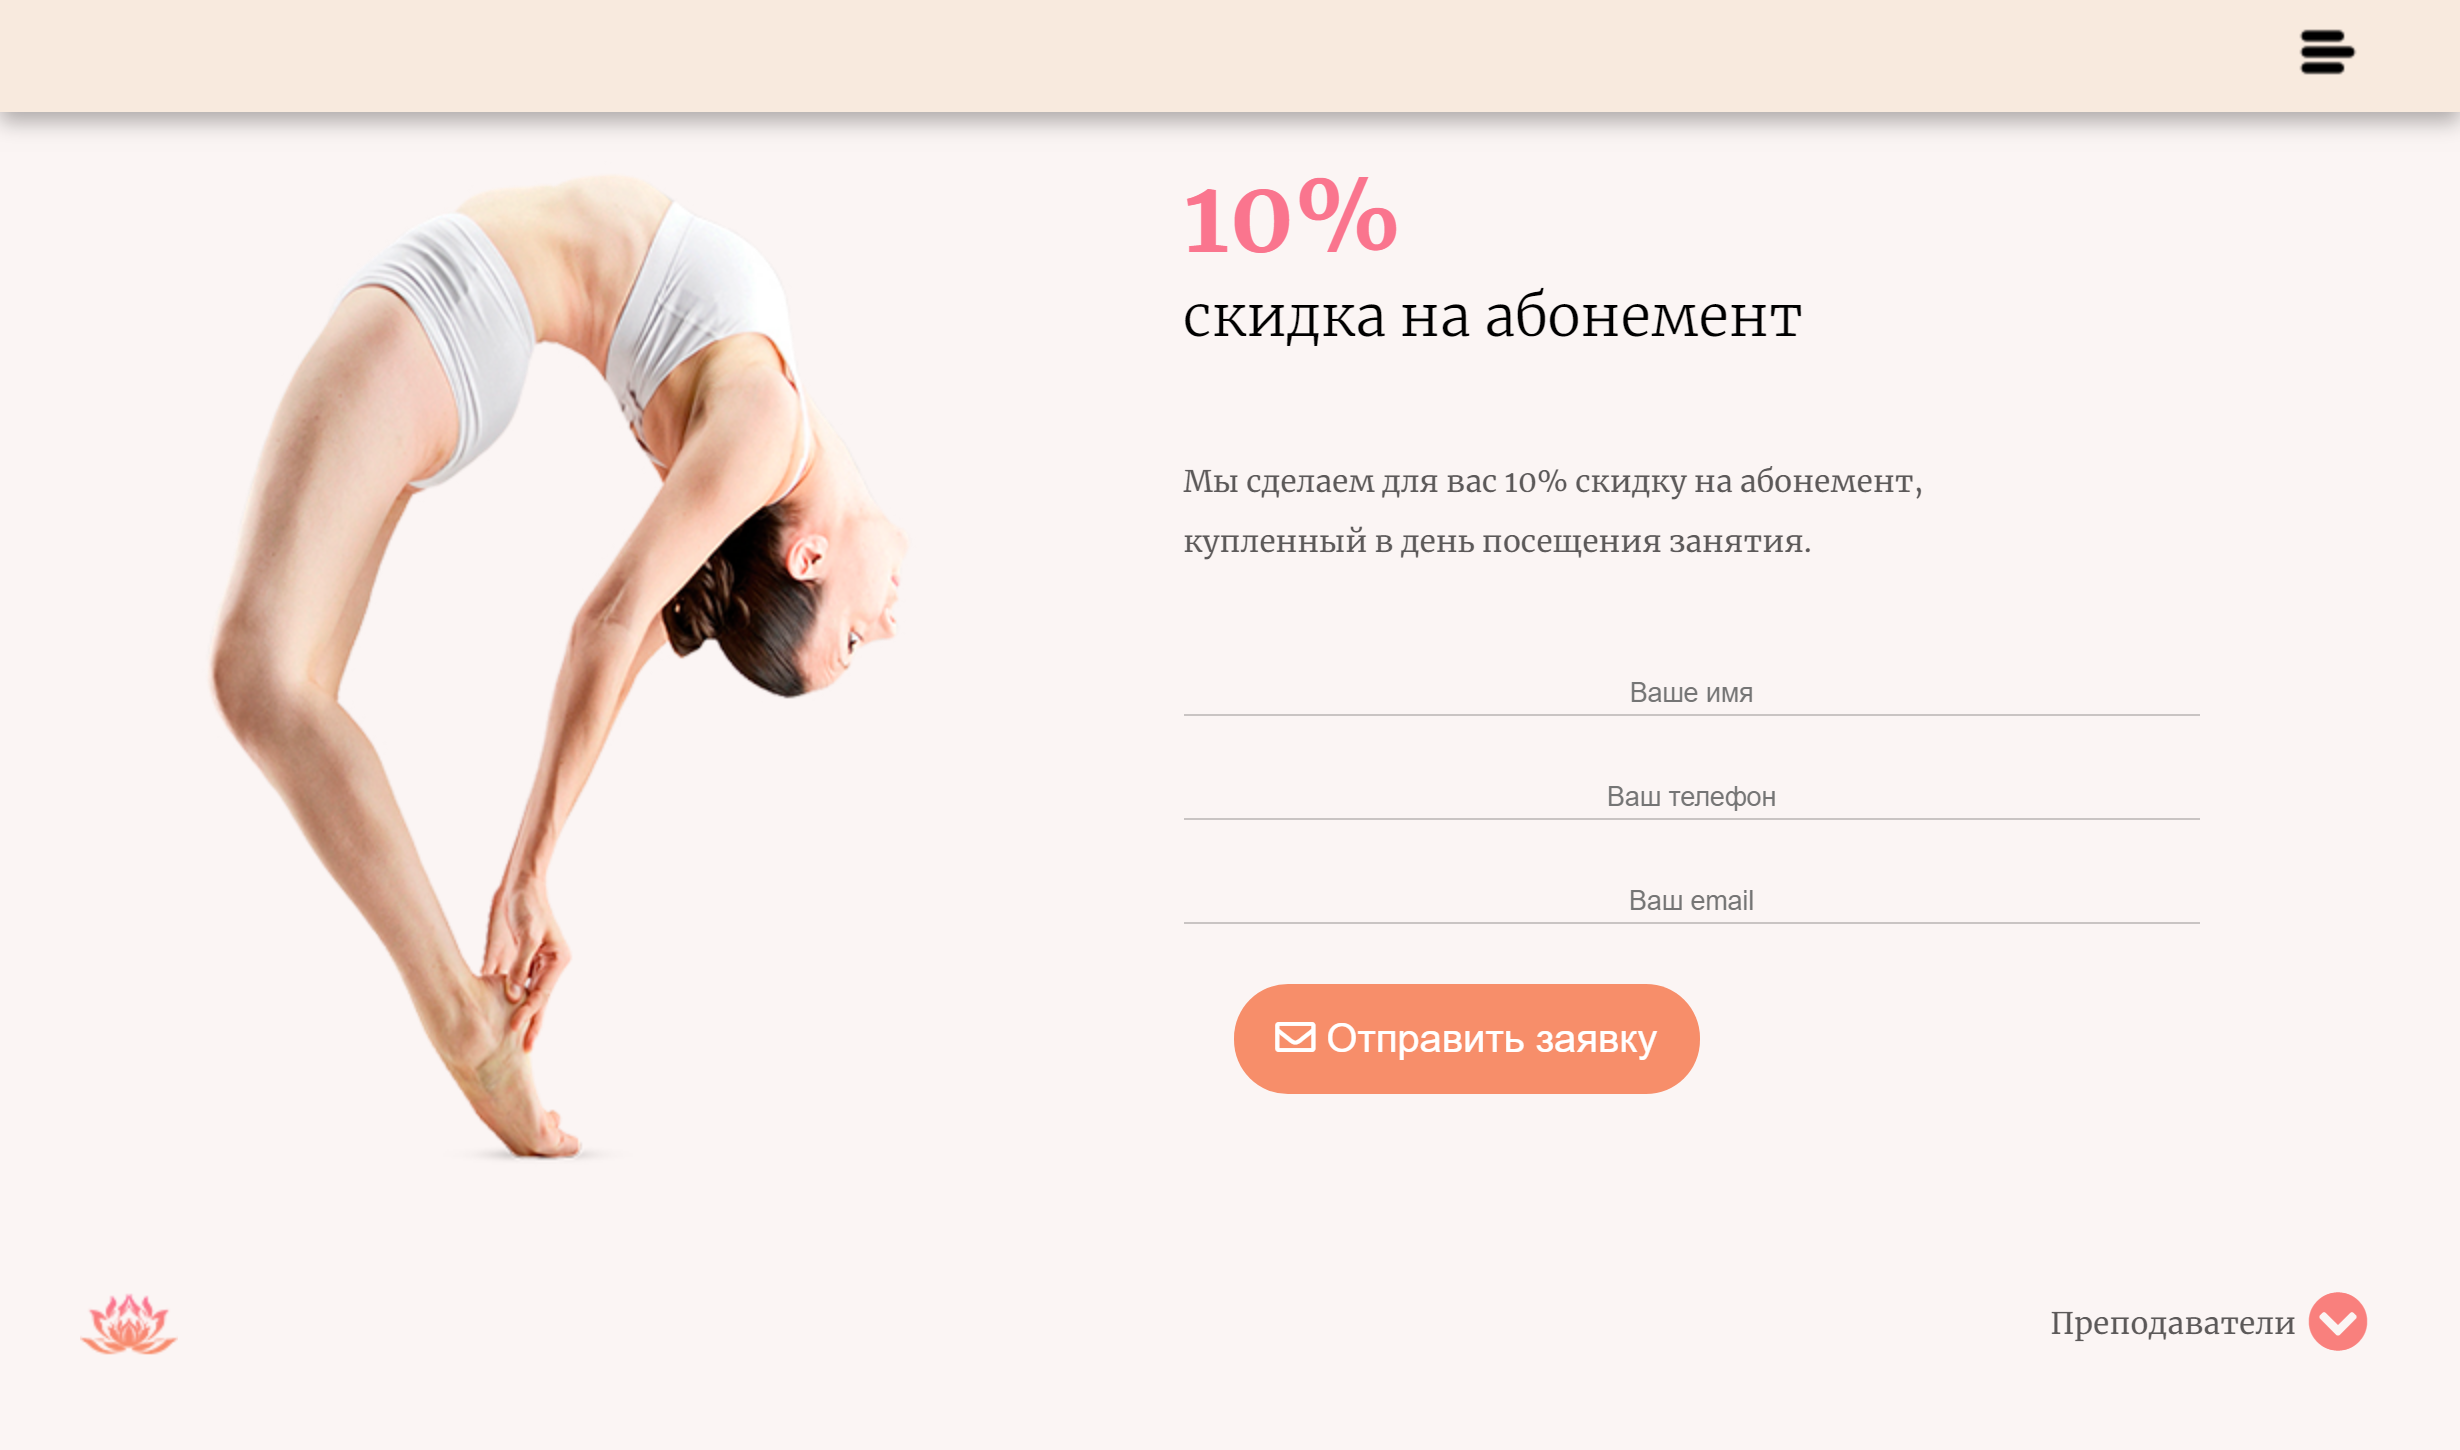 10%
скидка на абонемент
Мы сделаем для вас 10% скидку на абонемент,
купленный в день посещения занятия.
Ваше имя
Ваш телефон
Ваш email
Отправить заявку
Преподаватели